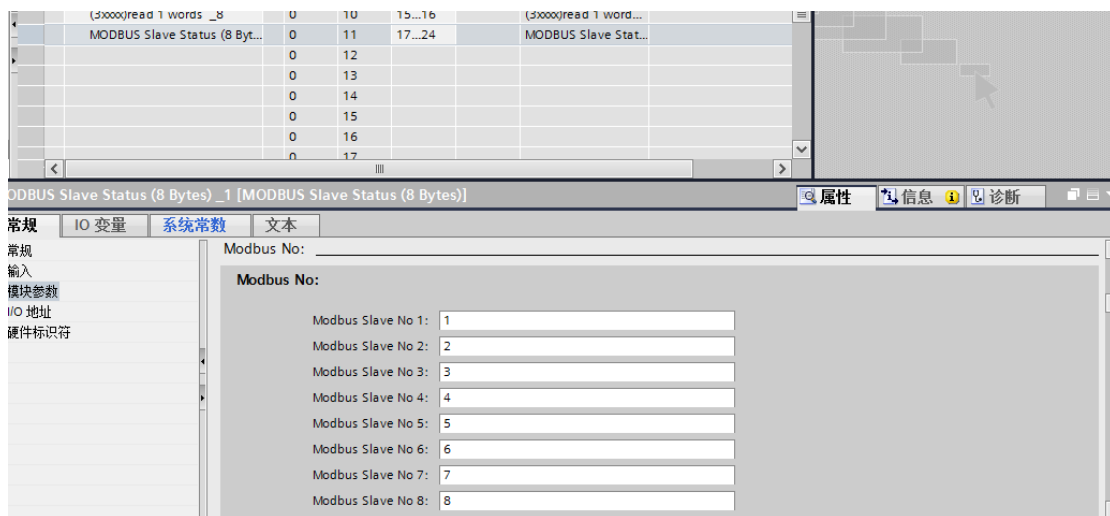 (3xxxx)read 1 words _8 0 10 15...16 (3xxxx)read 1 word...
MODBUS Slave Status (8 Byt... 0 11 17...24 MODBUS Slave Stat...
0 12
0 13
0 14
0 15
0 16
0 17
ODBUS Slave Status (8 Bytes) _1 [MODBUS Slave Status (8 Bytes)] 属性 信息 诊断
常规 IO 变量 系统常数 文本
常规
输入
模块参数
I/O 地址
硬件标识符
Modbus No:
Modbus No:
Modbus Slave No 1: 1
Modbus Slave No 2: 2
Modbus Slave No 3: 3
Modbus Slave No 4: 4
Modbus Slave No 5: 5
Modbus Slave No 6: 6
Modbus Slave No 7: 7
Modbus Slave No 8: 8